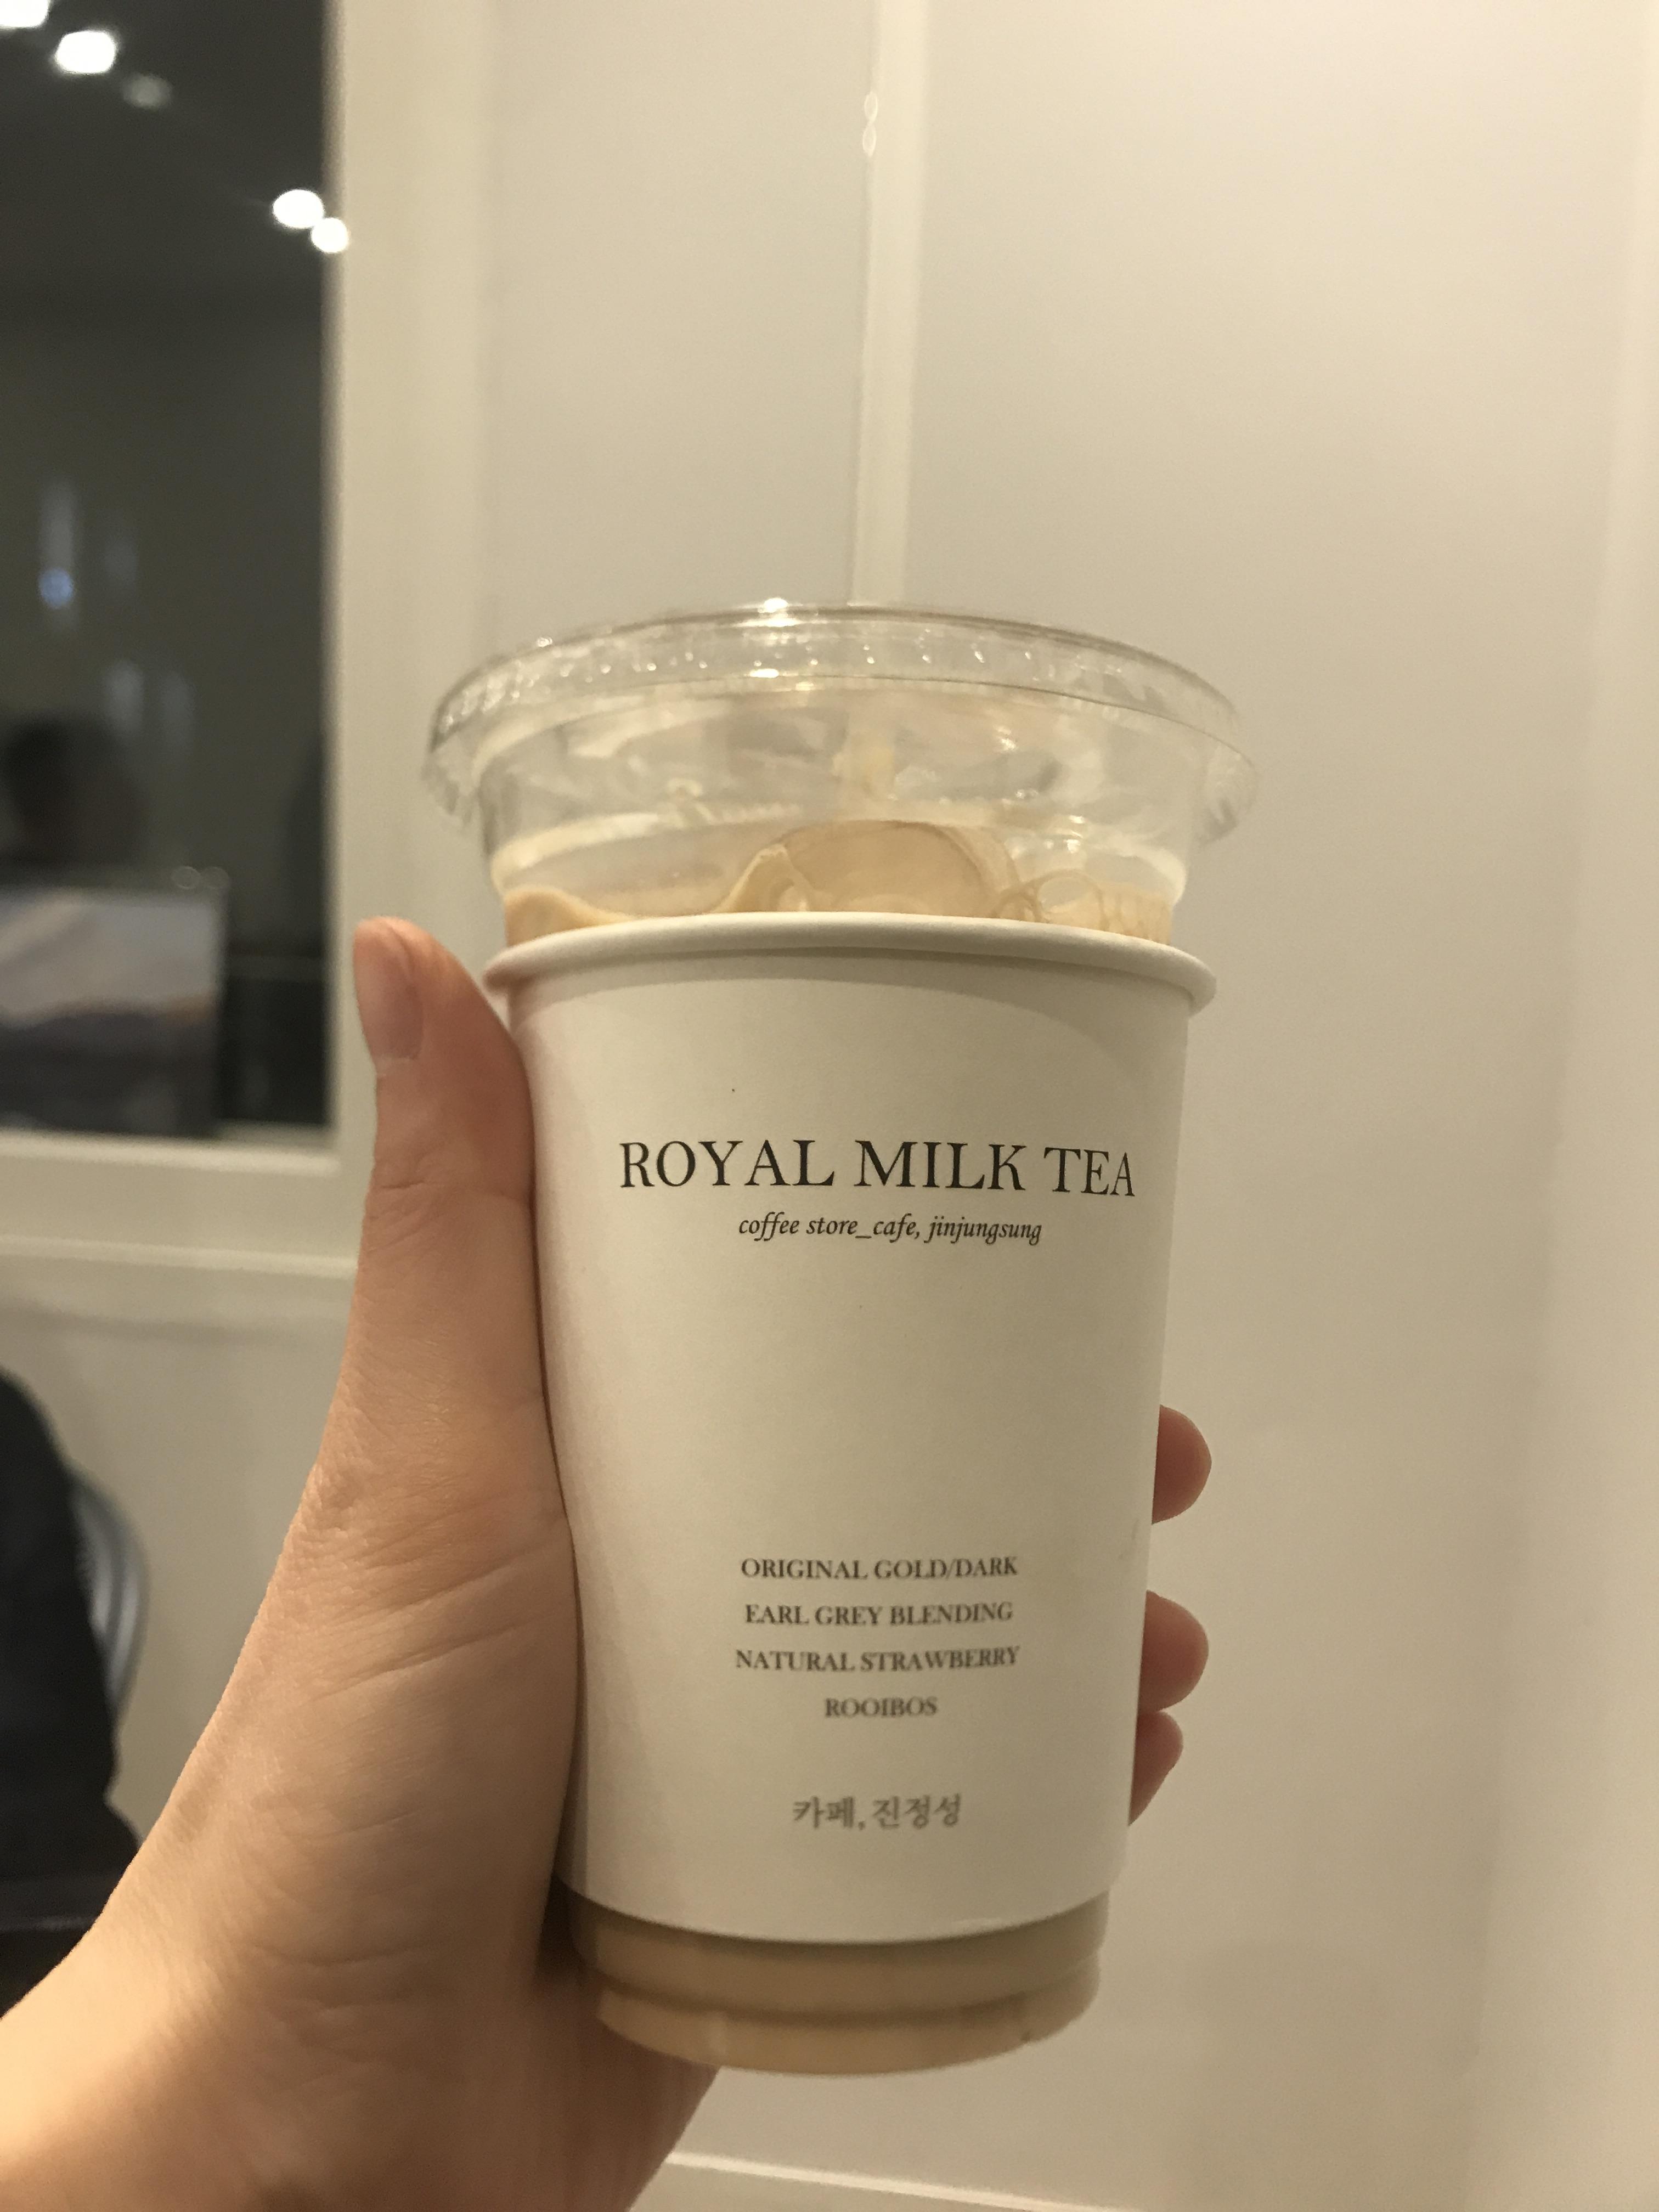 ROYAL MILK TEA
coffee store_cafe, jinjungsung
ORIGINAL GOLD/DARK
EARL GREY BLENDING
NATURAL STRAWBERRY
ROOIBOS
카페, 진정성